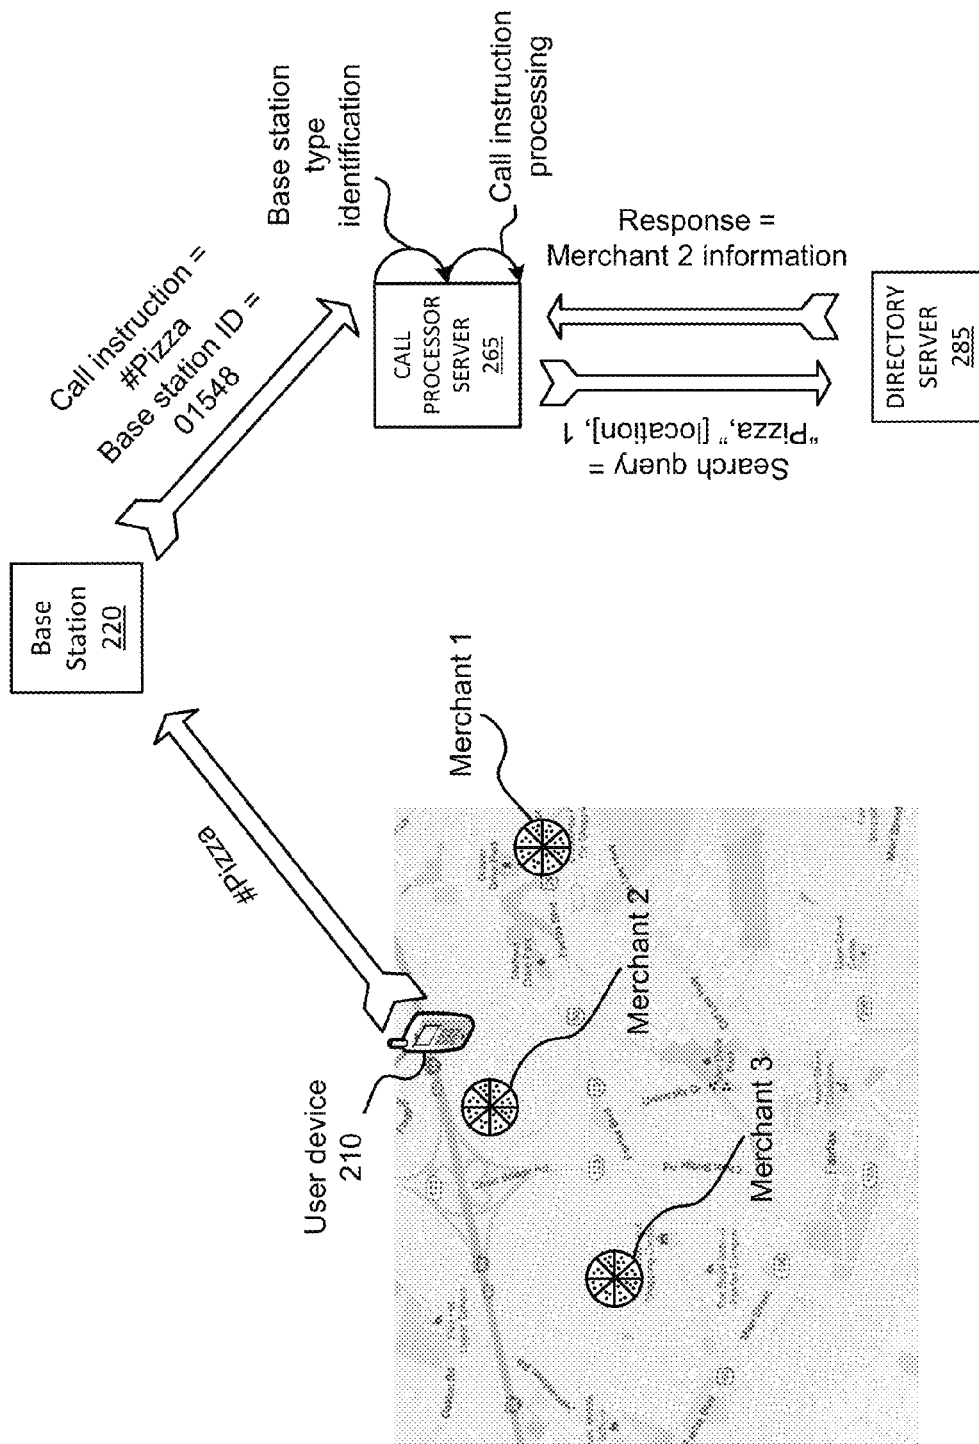 Base
Station
220
#Pizza
Call instruction =
#Pizza
Base station ID =
01548
Base station
type
identification
Call instruction
processing
CALL
PROCESSOR
SERVER
265
Search query =
"Pizza," [location], 1
Response =
Merchant 2 information
DIRECTORY
SERVER
285
User device
210
Merchant 1
Merchant 2
Merchant 3
Fairfax